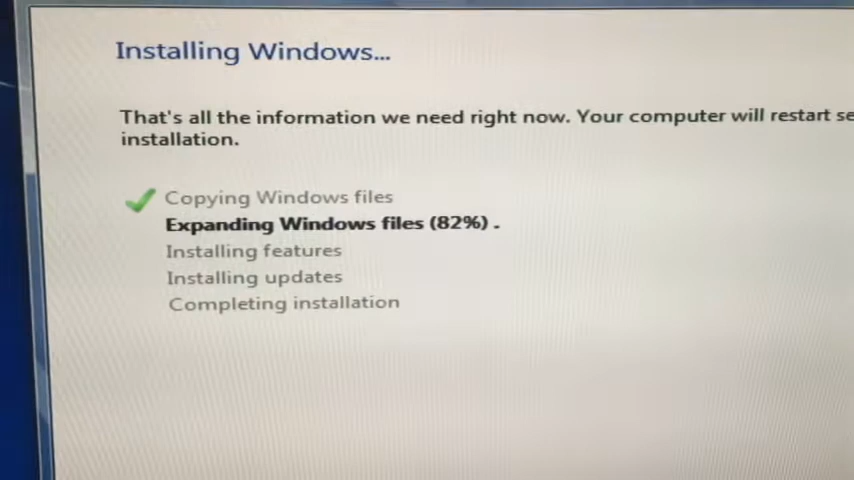 Installing Windows...
That's all the information we need right now. Your computer will restart
installation.
Copying Windows files
Expanding Windows files (82%) .
Installing features
Installing updates
Completing installation